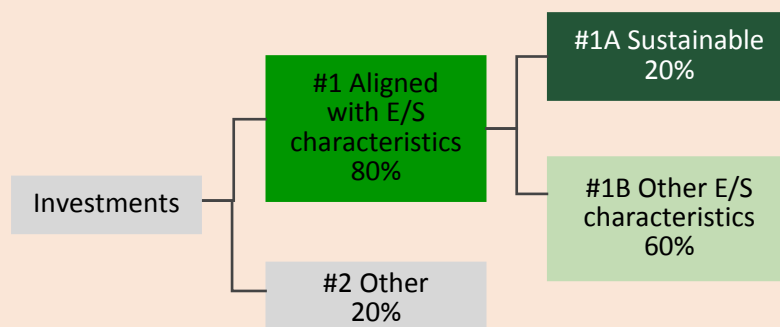 Investments
#1 Aligned
with E/S
characteristics
80%
#2 Other
20%
#1A Sustainable
20%
#1B Other E/S
characteristics
60%